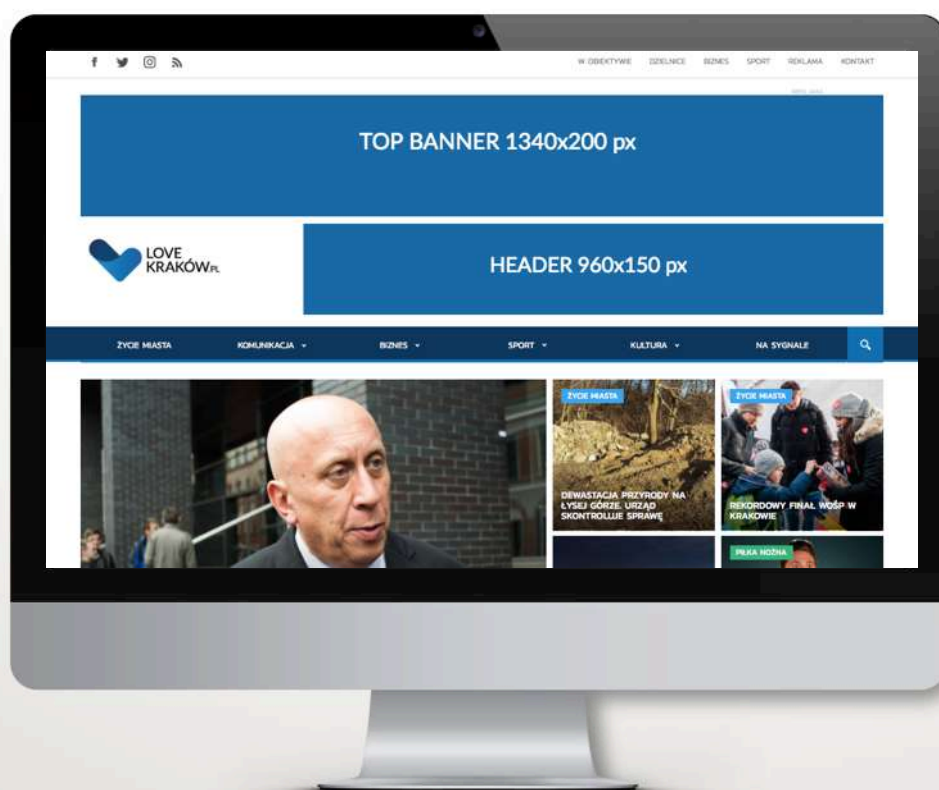 W OBIEKTYWIE DZIELNICE BIZNES SPORT REKLAMA KONTAKT
REKLAMA
TOP BANNER 1340x200 px
LOVE
KRAKÓW.PL
HEADER 960x150 px
ŻYCIE MIASTA KOMUNIKACJA BIZNES SPORT KULTURA NA SYGNALE
ŻYCIE MIASTA
DEWASTACJA PRZYRODY NA
ŁYSEJ GÓRZE. URZĄD
SKONTROLUJE SPRAWĘ
ŻYCIE MIASTA
REKORDOWY FINAŁ WOŚP W
KRAKOWIE
PIŁKA NOŻNA